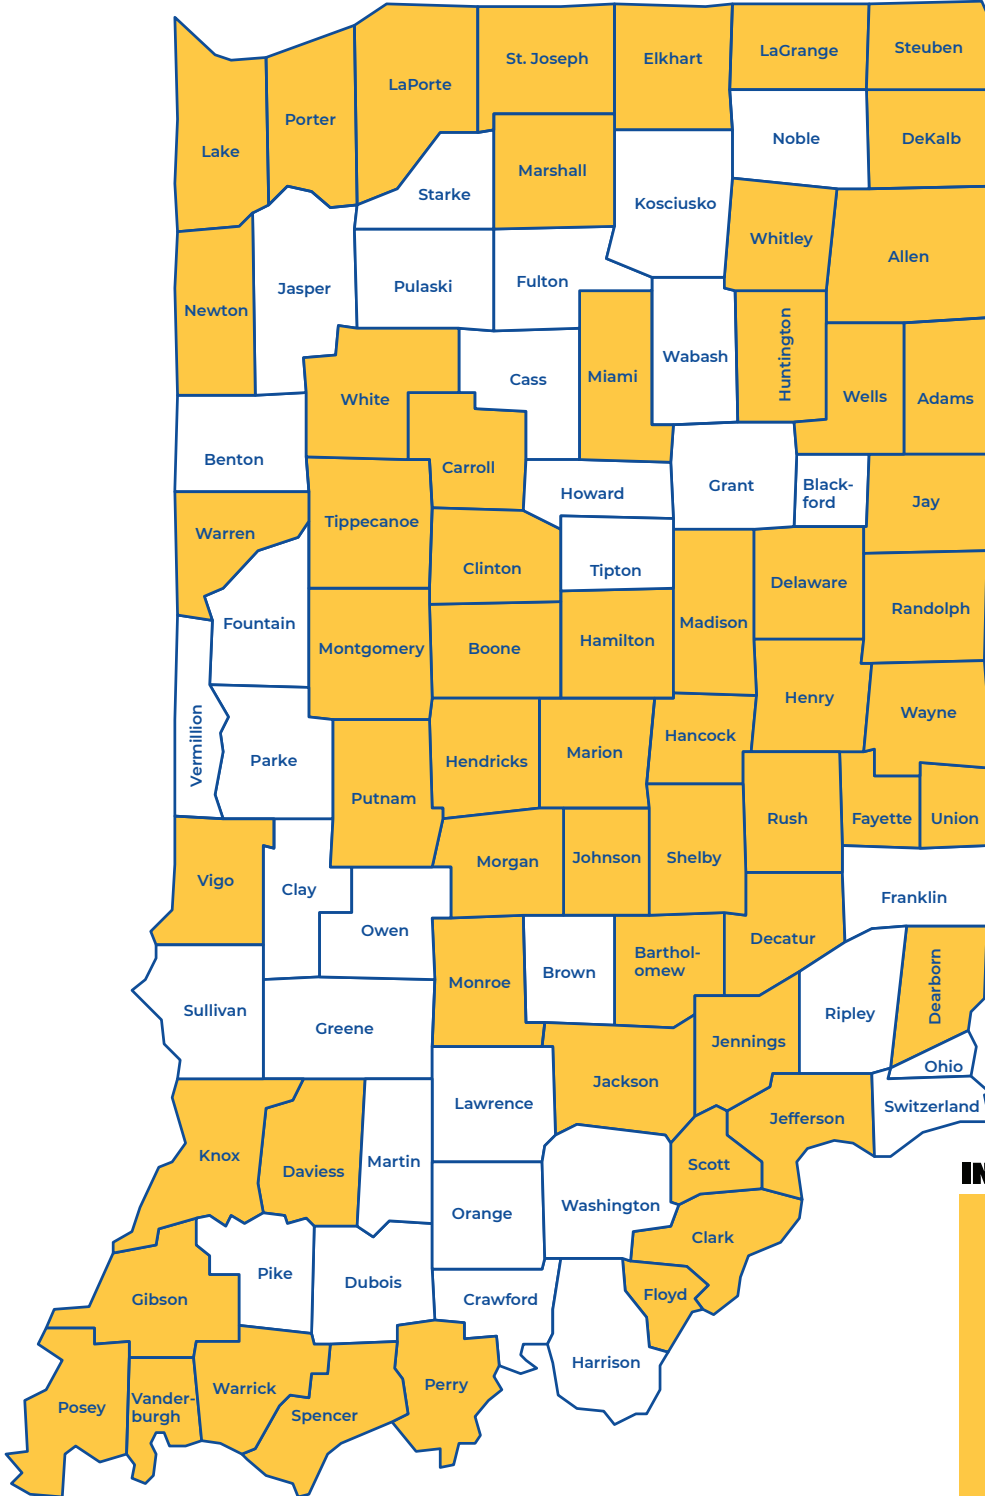 LaGrange
Steuben
St. Joseph
Elkhart
LaPorte
Porter
Noble
DeKalb
Lake
Marshall
Starke
Kosciusko
Whitley
Allen
Fulton
Jasper
Pulaski
Newton
Huntington
Wabash
Miami
Cass
White
Wells
Adams
Benton
Carroll
Grant
Black-
ford
Howard
Jay
Tippecanoe
Warren
Clinton
Tipton
Delaware
Randolph
Fountain
Madison
Hamilton
Montgomery
Boone
Henry
Wayne
Vermillion
Hancock
Marion
Parke
Hendricks
Putnam
Rush
Fayette
Union
Morgan
Johnson
Shelby
Vigo
Clay
Franklin
Owen
Decatur
Barthol-
omew
Brown
Monroe
Dearborn
Sullivan
Ripley
Greene
Jennings
Ohio
Jackson
Lawrence
Switzerland
Jefferson
Knox
Martin
Daviess
Scott
Washington
Orange
Clark
Pike
Dubois
Gibson
Crawford
Floyd
Harrison
Perry
Warrick
Vander-
burgh
Posey
Spencer
IN